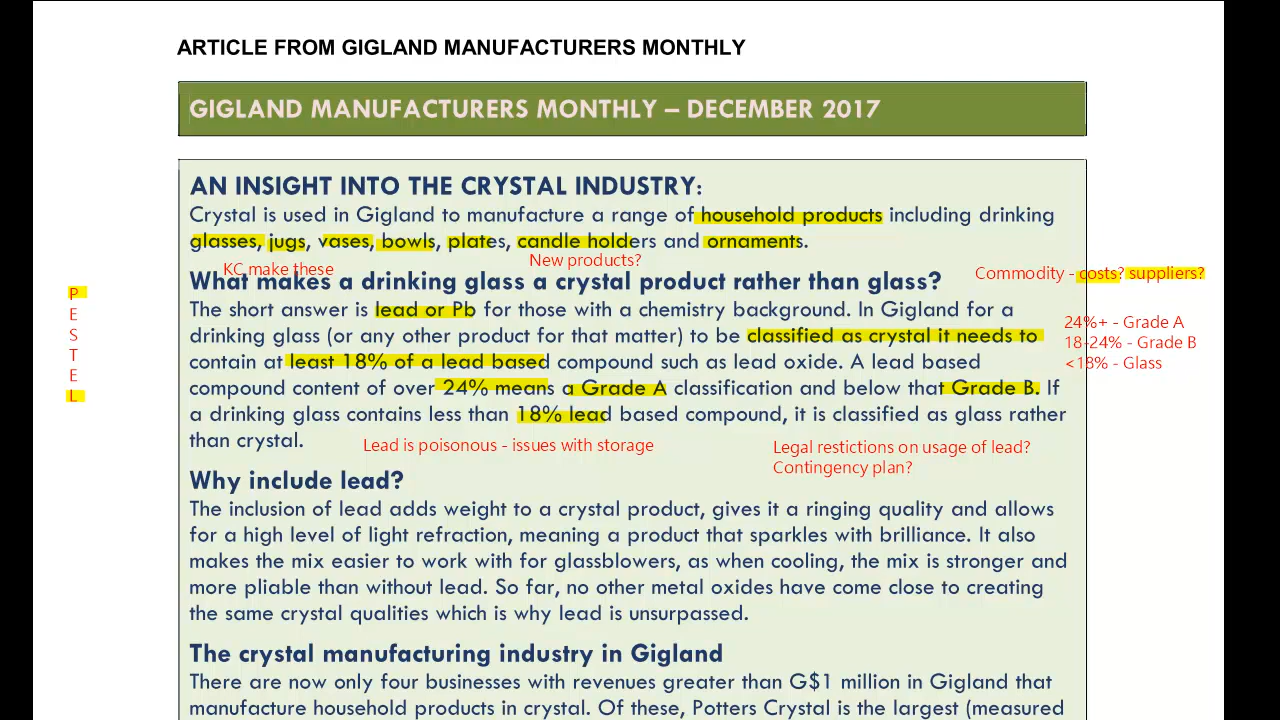 ARTICLE FROM GIGLAND MANUFACTURERS MONTHLY
GIGLAND MANUFACTURERS MONTHLY – DECEMBER 2017
AN INSIGHT INTO THE CRYSTAL INDUSTRY:
Crystal is used in Gigland to manufacture a range of household products including drinking
glasses, jugs, vases, bowls, plates, candle holders and ornaments.
KC make these
New products?
What makes a drinking glass a crystal product rather than glass?
Commodity - costs? suppliers?
The short answer is lead or Pb for those with a chemistry background. In Gigland for a
drinking glass (or any other product for that matter) to be classified as crystal it needs to
contain at least 18% of a lead based compound such as lead oxide. A lead based
compound content of over 24% means a Grade A classification and below that Grade B. If
a drinking glass contains less than 18% lead based compound, it is classified as glass rather
than crystal.
24%+ - Grade A
18-24% - Grade B
<18% - Glass
P
E
S
T
E
L
Lead is poisonous - issues with storage
Legal restictions on usage of lead?
Contingency plan?
Why include lead?
The inclusion of lead adds weight to a crystal product, gives it a ringing quality and allows
for a high level of light refraction, meaning a product that sparkles with brilliance. It also
makes the mix easier to work with for glassblowers, as when cooling, the mix is stronger and
more pliable than without lead. So far, no other metal oxides have come close to creating
the same crystal qualities which is why lead is unsurpassed.
The crystal manufacturing industry in Gigland
There are now only four businesses with revenues greater than G$1 million in Gigland that
manufacture household products in crystal. Of these, Potters Crystal is the largest (measured